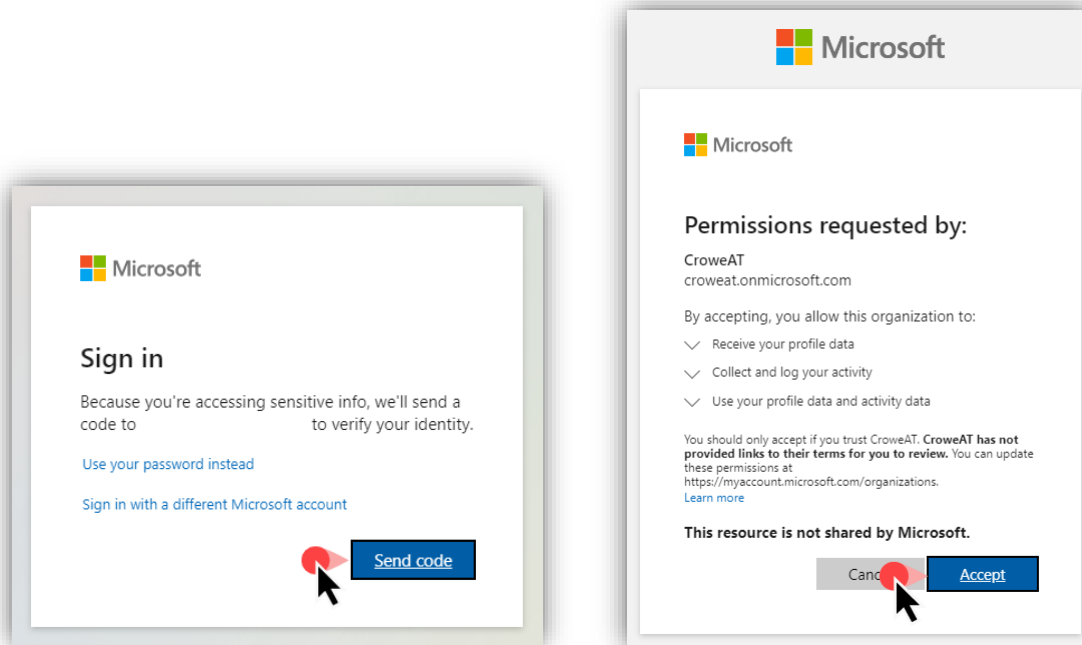 Microsoft
Sign in
Because you're accessing sensitive info, we'll send a
code to to verify your identity.
Use your password instead
Sign in with a different Microsoft account
Send code
Microsoft
Microsoft
Permissions requested by:
CroweAT
croweat.onmicrosoft.com
By accepting, you allow this organization to:
Receive your profile data
Collect and log your activity
Use your profile data and activity data
You should only accept if you trust CroweAT. CroweAT has not
provided links to their terms for you to review. You can update
these permissions at
https://myaccount.microsoft.com/organizations.
Learn more
This resource is not shared by Microsoft.
Accept